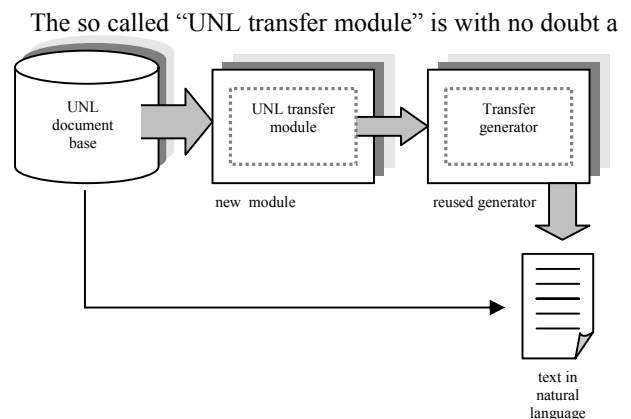 The so called “UNL transfer module” is with no doubt a
UNL
document
base
UNL transfer
module
Transfer
generator
new module
reused generator
text in
natural
language